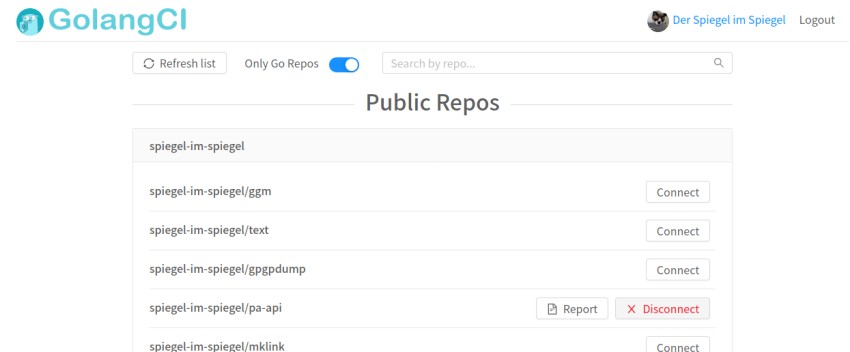 GolangCI
Der Spiegel im Spiegel Logout
Refresh list Only Go Repos Search by repo...
Public Repos
spiegel-im-spiegel
spiegel-im-spiegel/ggm Connect
spiegel-im-spiegel/text Connect
spiegel-im-spiegel/gpgpdump Connect
spiegel-im-spiegel/pa-api Report Disconnect
spiegel-im-spiegel/mklink Connect